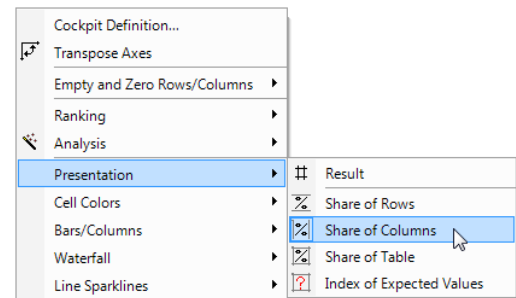 Cockpit Definition...
Transpose Axes
Empty and Zero Rows/Columns
Ranking
Analysis
Presentation
Cell Colors
Bars/Columns
Waterfall
Line Sparklines
Result
Share of Rows
Share of Columns
Share of Table
Index of Expected Values